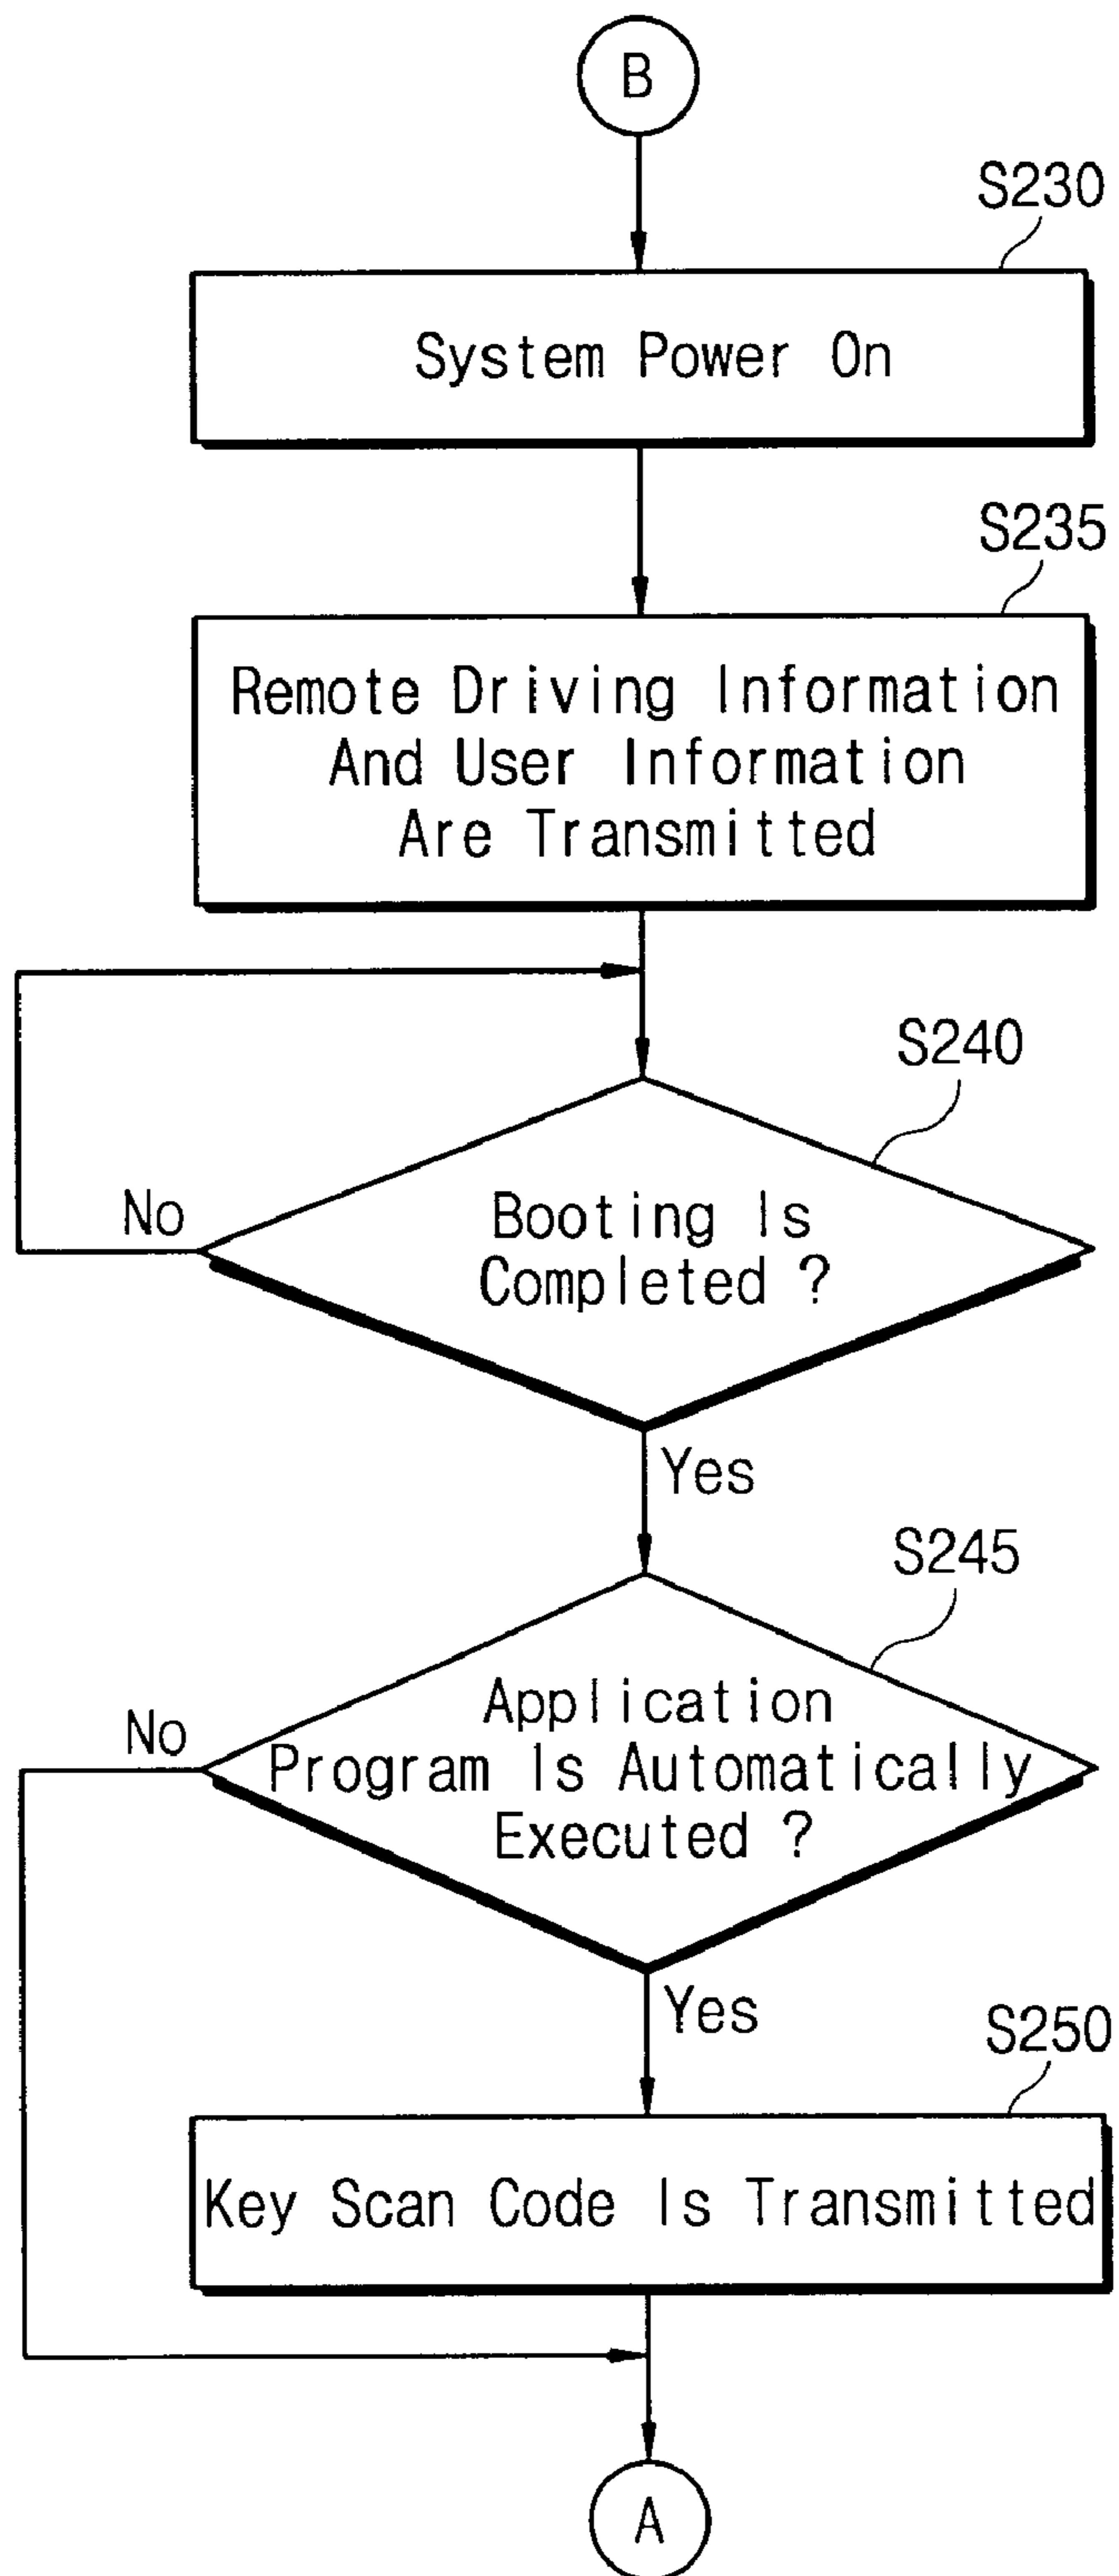 B
S230
System Power On
S235
Remote Driving Information
And User Information
Are Transmitted
S240
No
Booting Is
Completed ?
Yes
S245
No
Application
Program Is Automatically
Executed ?
Yes
S250
Key Scan Code Is Transmitted
A